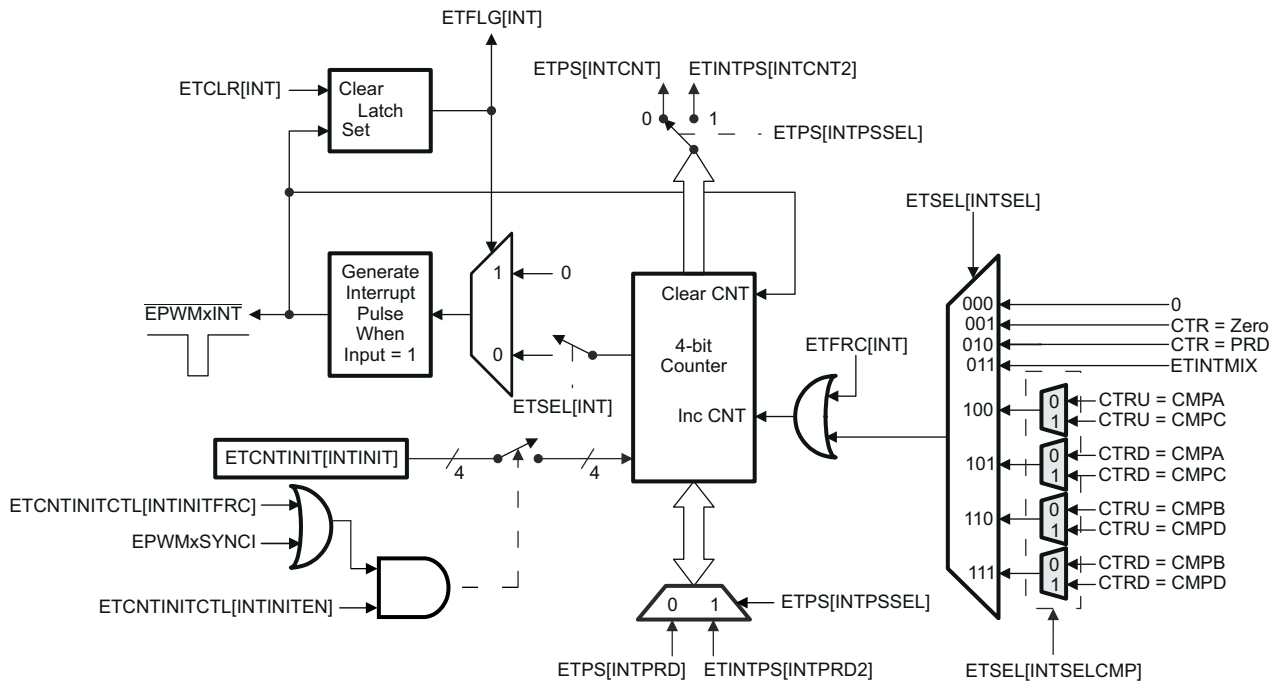 ETFLG[INT]
ETCLR[INT]
Clear
Latch
Set
ETPS[INTCNT]
ETINTPS[INTCNT2]
0
1
ETPS[INTPSSEL]
ETSEL[INTSEL]
Generate
Interrupt
Pulse
When
Input = 1
EPWMxINT
1
0
0
ETSEL[INT]
Clear CNT
4-bit
Counter
Inc CNT
ETFRC[INT]
000
0
001
CTR = Zero
010
CTR = PRD
011
ETINTMIX
100
0
CTRU = CMPA
1
CTRU = CMPC
101
0
CTRD = CMPA
1
CTRD = CMPC
110
0
CTRU = CMPB
1
CTRU = CMPD
111
0
CTRD = CMPB
1
CTRD = CMPD
ETSEL[INTSELCMP]
ETCNTINIT[INTINIT]
4
4
ETCNTINITCTL[INTINITFRC]
EPWMxSYNCI
ETCNTINITCTL[INTINITEN]
0
1
ETPS[INTPSSEL]
ETPS[INTPRD]
ETINTPS[INTPRD2]